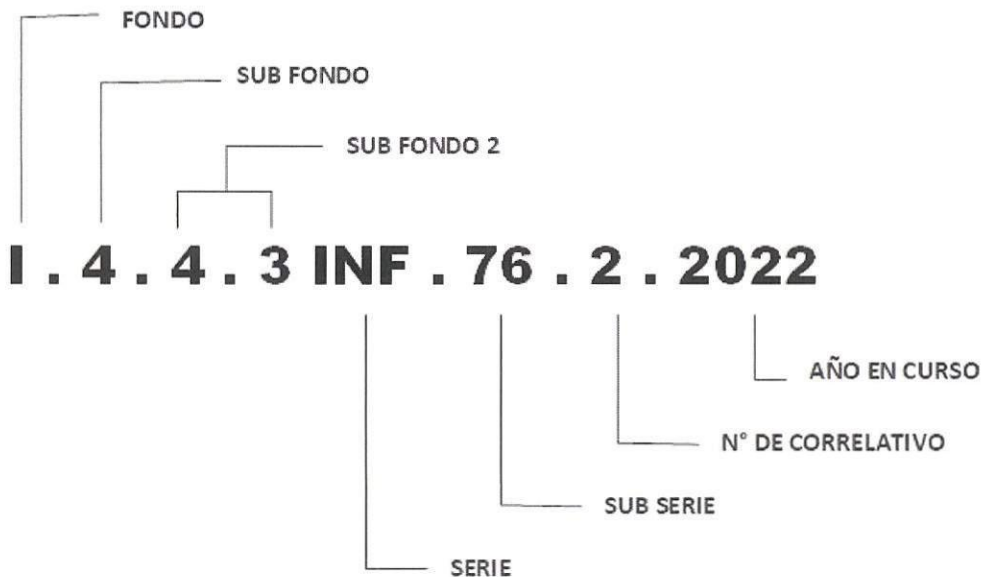 FONDO
SUB FONDO
SUB FONDO 2
I . 4 . 4 . 3 INF . 76 . 2 . 2022
AÑO EN CURSO
N° DE CORRELATIVO
SUB SERIE
SERIE